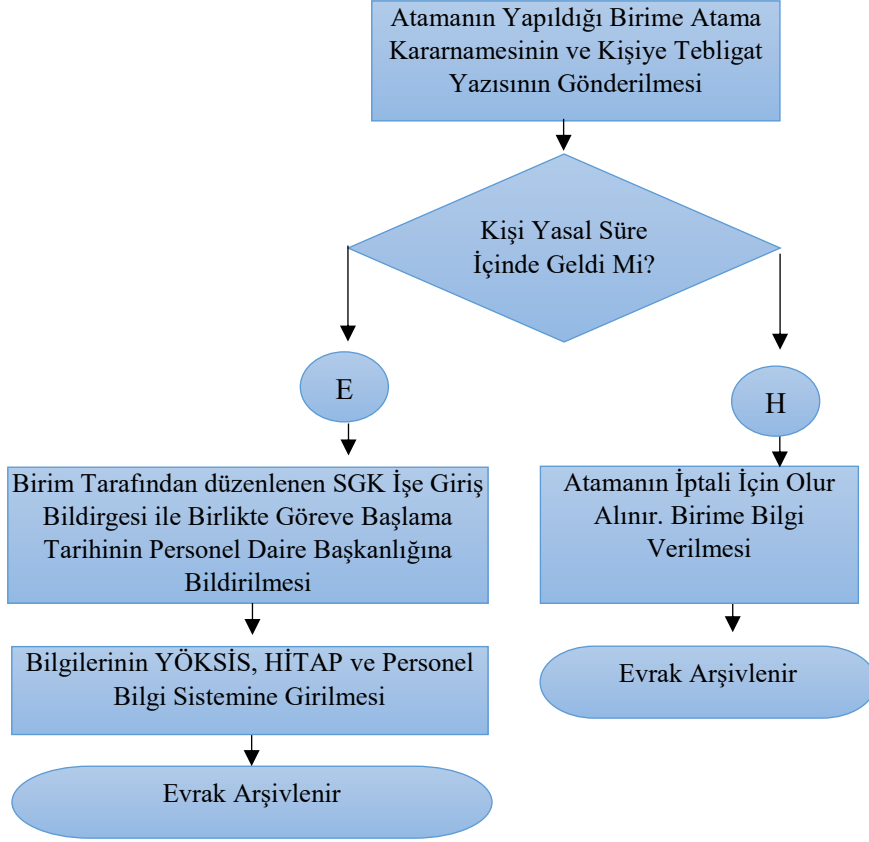 Atamanın Yapıldığı Birime Atama
Kararnamesinin ve Kişiye Tebligat
Yazısının Gönderilmesi
Kişi Yasal Süre
İçinde Geldi Mi?
E
H
Birim Tarafından düzenlenen SGK İşe Giriş
Bildirgesi ile Birlikte Göreve Başlama
Tarihinin Personel Daire Başkanlığına
Bildirilmesi
Atamanın İptali İçin Olur
Alınır. Birime Bilgi
Verilmesi
Bilgilerinin YÖKSİS, HİTAP ve Personel
Bilgi Sistemine Girilmesi
Evrak Arşivlenir
Evrak Arşivlenir